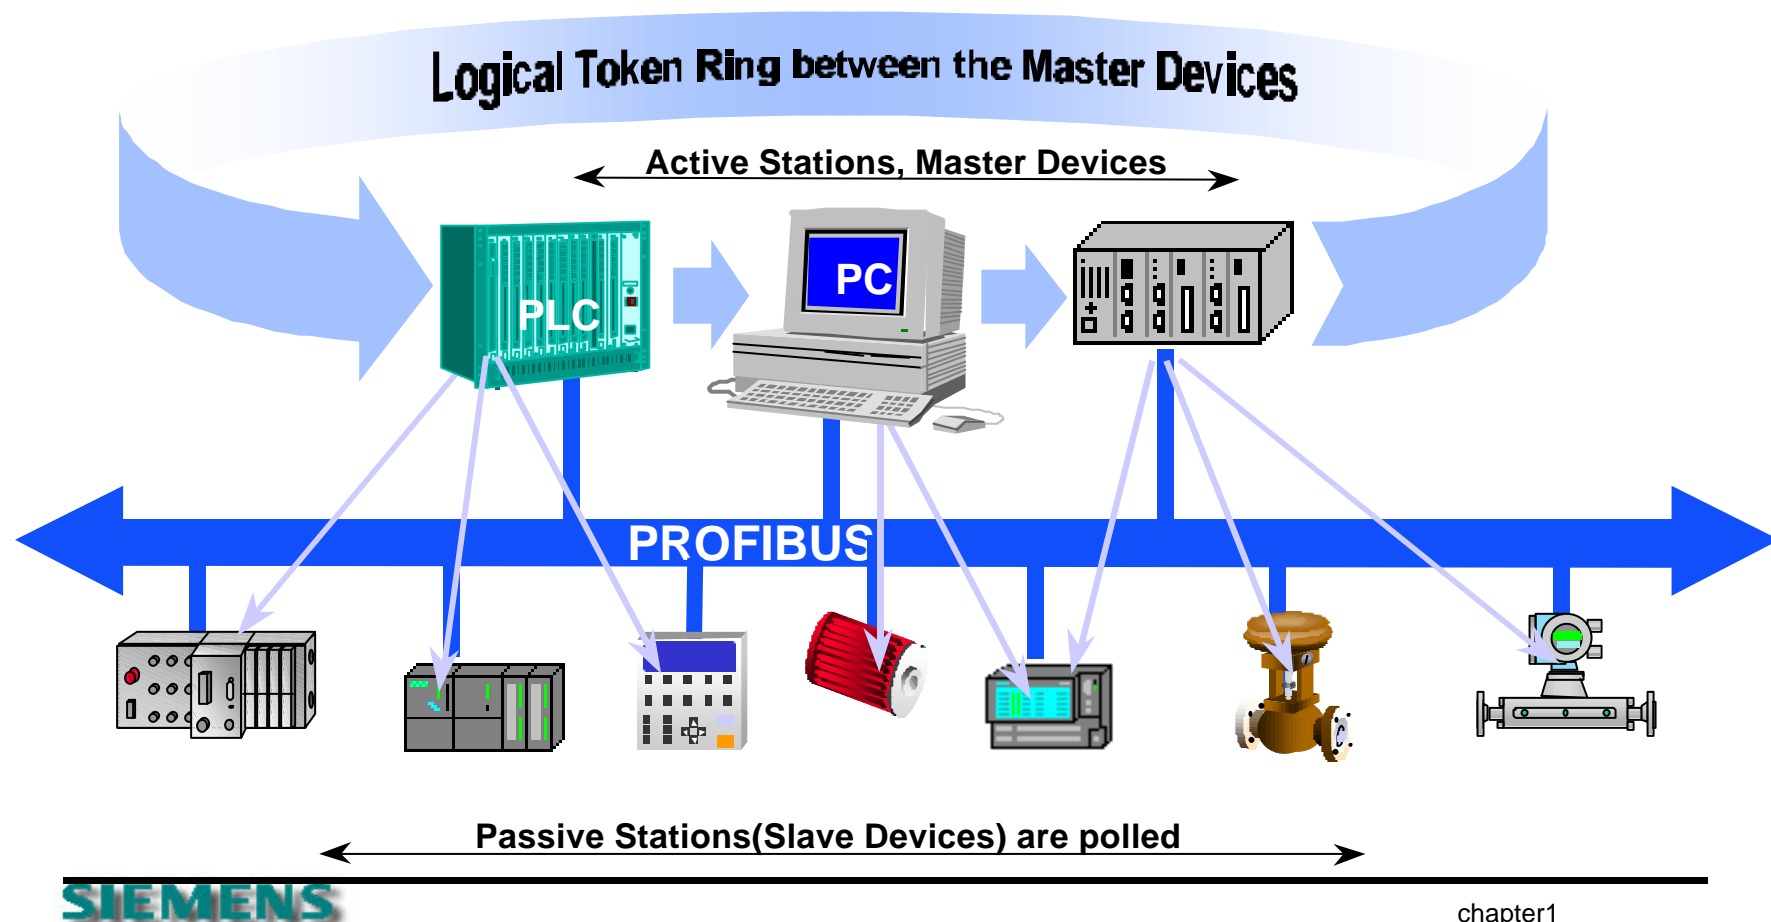 Logical Token Ring between the Master Devices
Active Stations, Master Devices
PLC
PC
PROFIBUS
Passive Stations(Slave Devices) are polled
SIEMENS
chapter1